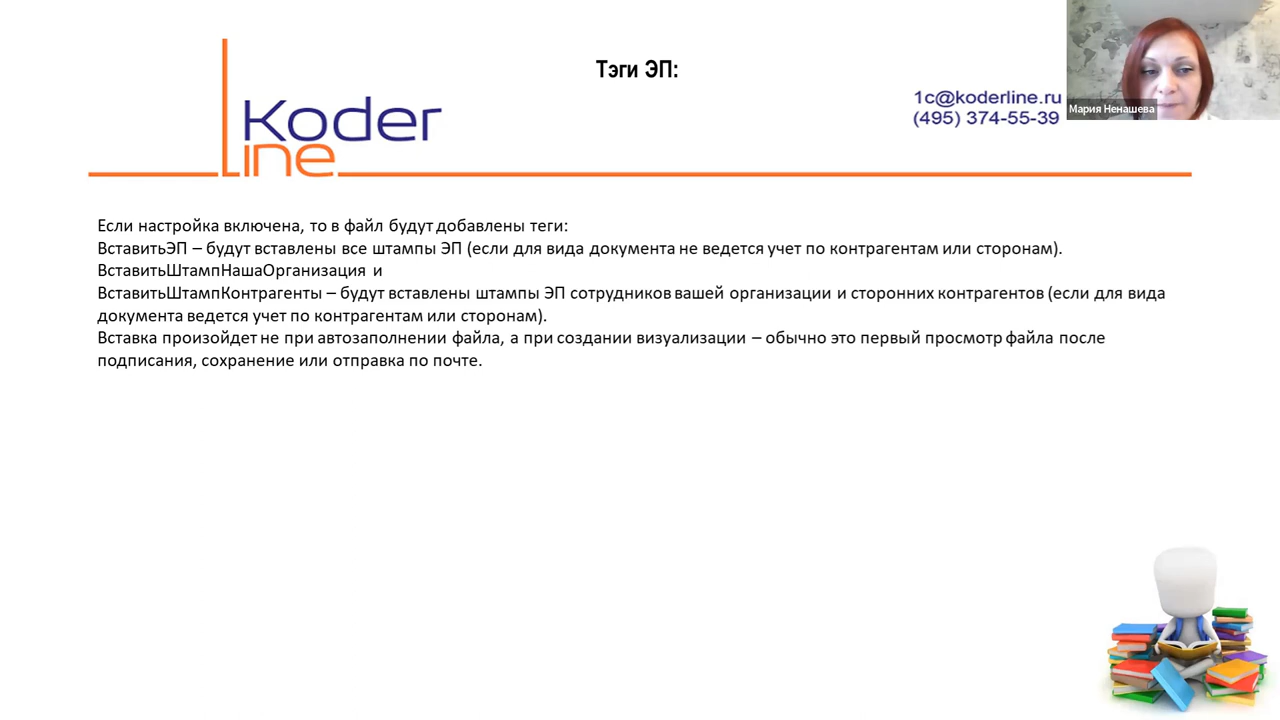 Тэги ЭП:
Koder
line
1c@koderline.ru
(495) 374-55-39
Мария Ненашева
Если настройка включена, то в файл будут добавлены теги:
ВставитьЭП – будут вставлены все штампы ЭП (если для вида документа не ведется учет по контрагентам или сторонам).
ВставитьШтампНашаОрганизация и
ВставитьШтампКонтрагенты – будут вставлены штампы ЭП сотрудников вашей организации и сторонних контрагентов (если для вида
документа ведется учет по контрагентам или сторонам).
Вставка произойдет не при автозаполнении файла, а при создании визуализации – обычно это первый просмотр файла после
подписания, сохранение или отправка по почте.